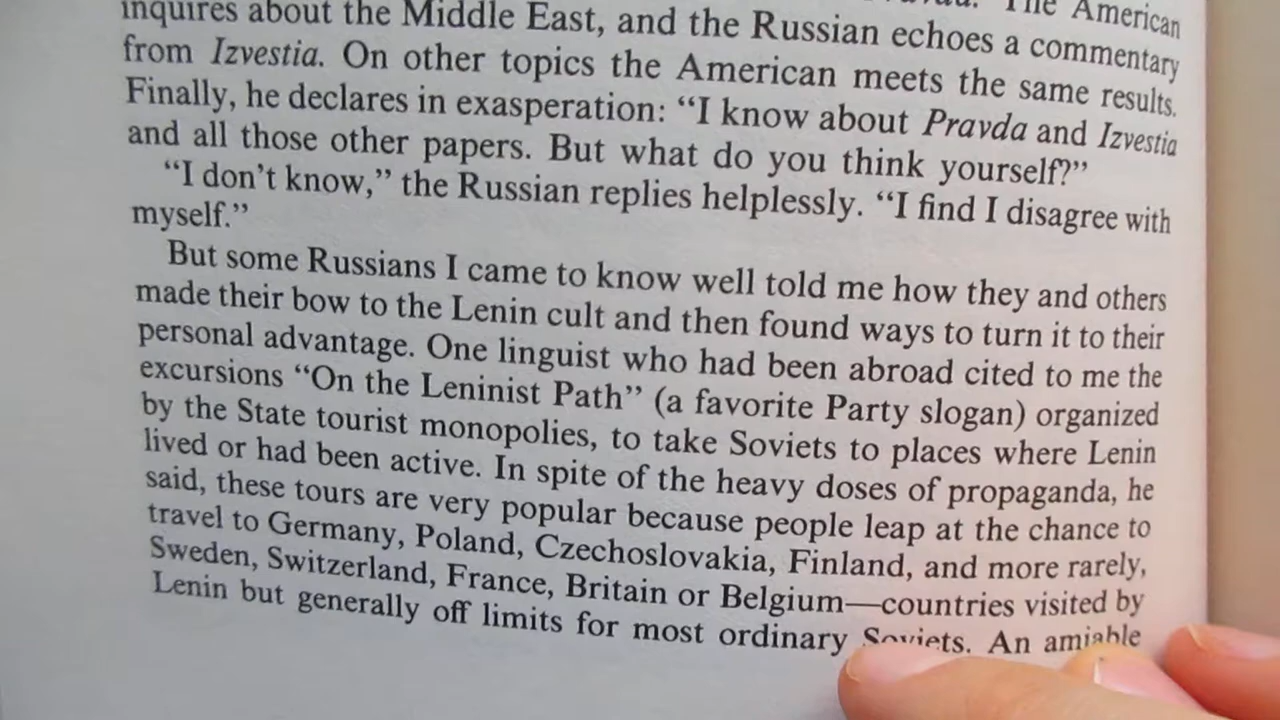 The American
inquires about the Middle East, and the Russian echoes a commentary
from Izvestia. On other topics the American meets the same results.
Finally, he declares in exasperation: “I know about Pravda and Izvestia
and all those other papers. But what do you think yourself?”
“I don’t know,” the Russian replies helplessly. “I find I disagree with
myself.”
But some Russians I came to know well told me how they and others
made their bow to the Lenin cult and then found ways to turn it to their
personal advantage. One linguist who had been abroad cited to me the
excursions “On the Leninist Path” (a favorite Party slogan) organized
by the State tourist monopolies, to take Soviets to places where Lenin
lived or had been active. In spite of the heavy doses of propaganda, he
said, these tours are very popular because people leap at the chance to
travel to Germany, Poland, Czechoslovakia, Finland, and more rarely,
Sweden, Switzerland, France, Britain or Belgium—countries visited by
Lenin but generally off limits for most ordinary Soviets. An amiable